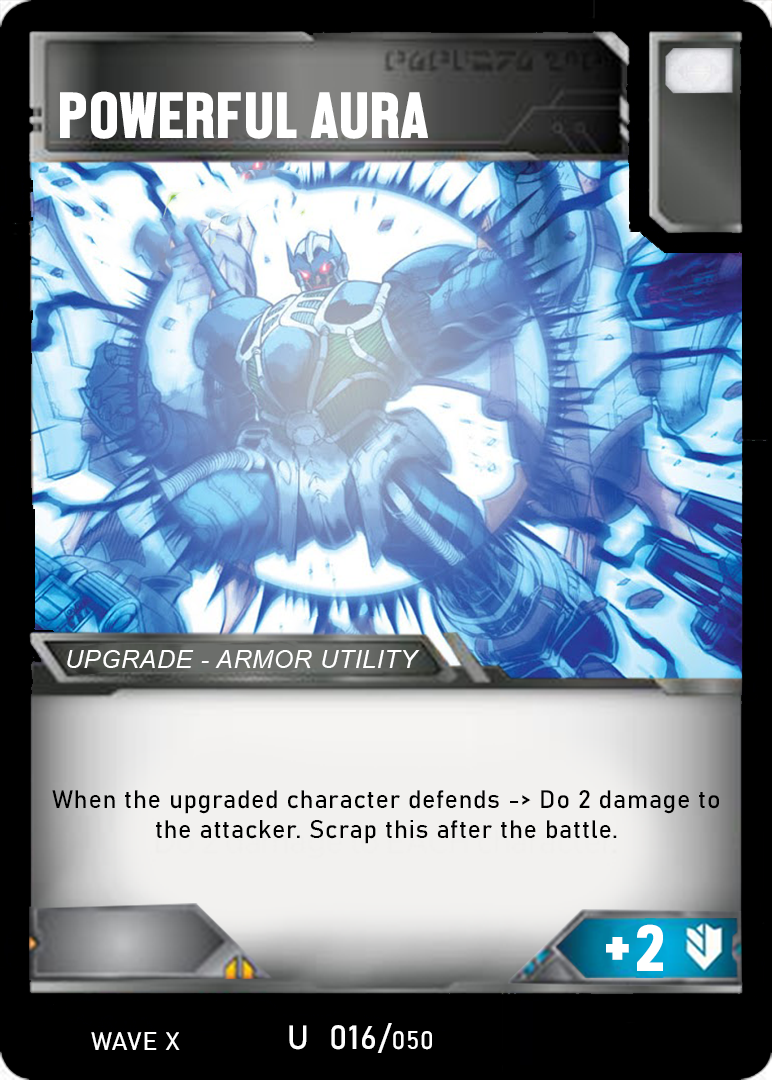 POWERFUL AURA
UPGRADE - ARMOR UTILITY
When the upgraded character defends -> Do 2 damage to
the attacker. Scrap this after the battle.
+2
WAVE X U 016/050